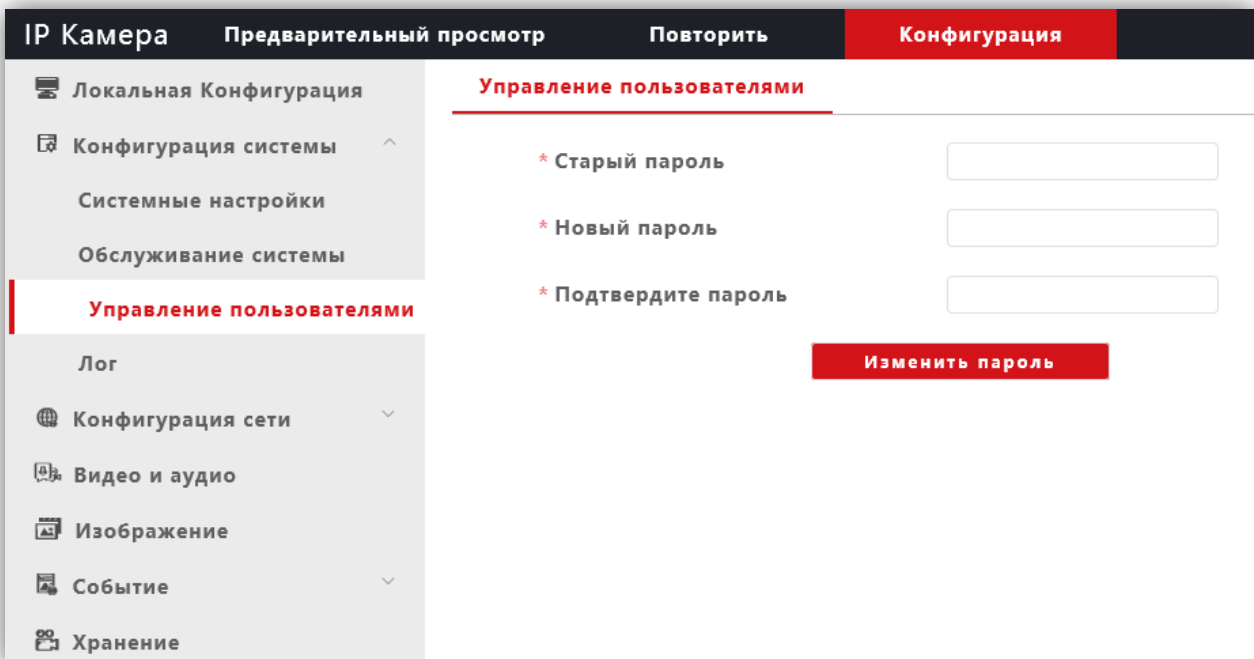 IP Камера Предварительный просмотр Повторить Конфигурация
Локальная Конфигурация
Конфигурация системы
Системные настройки
Обслуживание системы
Управление пользователями
Лог
Конфигурация сети
Видео и аудио
Изображение
Событие
Хранение
Управление пользователями
* Старый пароль
* Новый пароль
* Подтвердите пароль
Изменить пароль